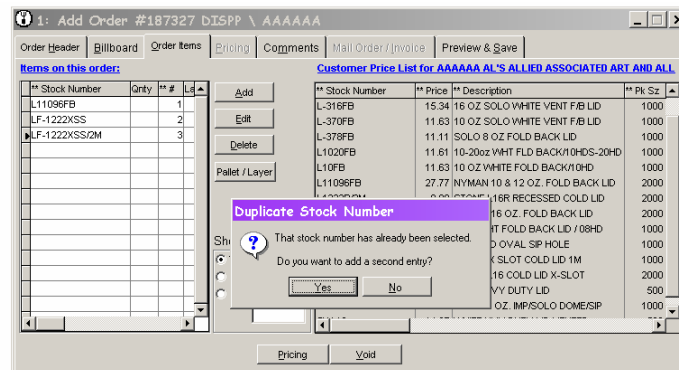 1: Add Order #187327 DISPP \ AAAAAA
Order Header Billboard Order Items Pricing Comments Mail Order / Invoice Preview & Save
Items on this order:
Customer Price List for AAAAAA AL'S ALLIED ASSOCIATED ART AND ALL
** Stock Number Qnty ** # La
L11096FB 1
LF-1222XSS 2
LF-1222XSS/2M 3
Add
Edit
Delete
Pallet / Layer
Sho
** Stock Number ** Price ** Description ** Pk Sz
L-316FB 15.34 16 OZ SOLO WHITE VENT F/B LID 1000
L-370FB 11.63 10 OZ SOLO WHITE VENT F/B LID 1000
L-378FB 11.11 SOLO 8 OZ FOLD BACK LID 1000
L1020FB 11.61 10-20oz WHT FLD BACK/10HDS-20HD 1000
L10FB 11.63 10 OZ WHITE FOLD BACK/10HD 1000
L11096FB 27.77 NYMAN 10 & 12 OZ. FOLD BACK LID 2000
L16R RECESSED COLD LID 2000
16 OZ. FOLD BACK LID 1000
HT FOLD BACK LID / 08HD 1000
O OVAL SIP HOLE 1000
X SLOT COLD LID 1M 1000
16 COLD LID X-SLOT 2000
VY DUTY LID 500
OZ. IMP/SOLO DOME/SIP 1000
500
Duplicate Stock Number
That stock number has already been selected.
Do you want to add a second entry?
Yes No
Pricing Void